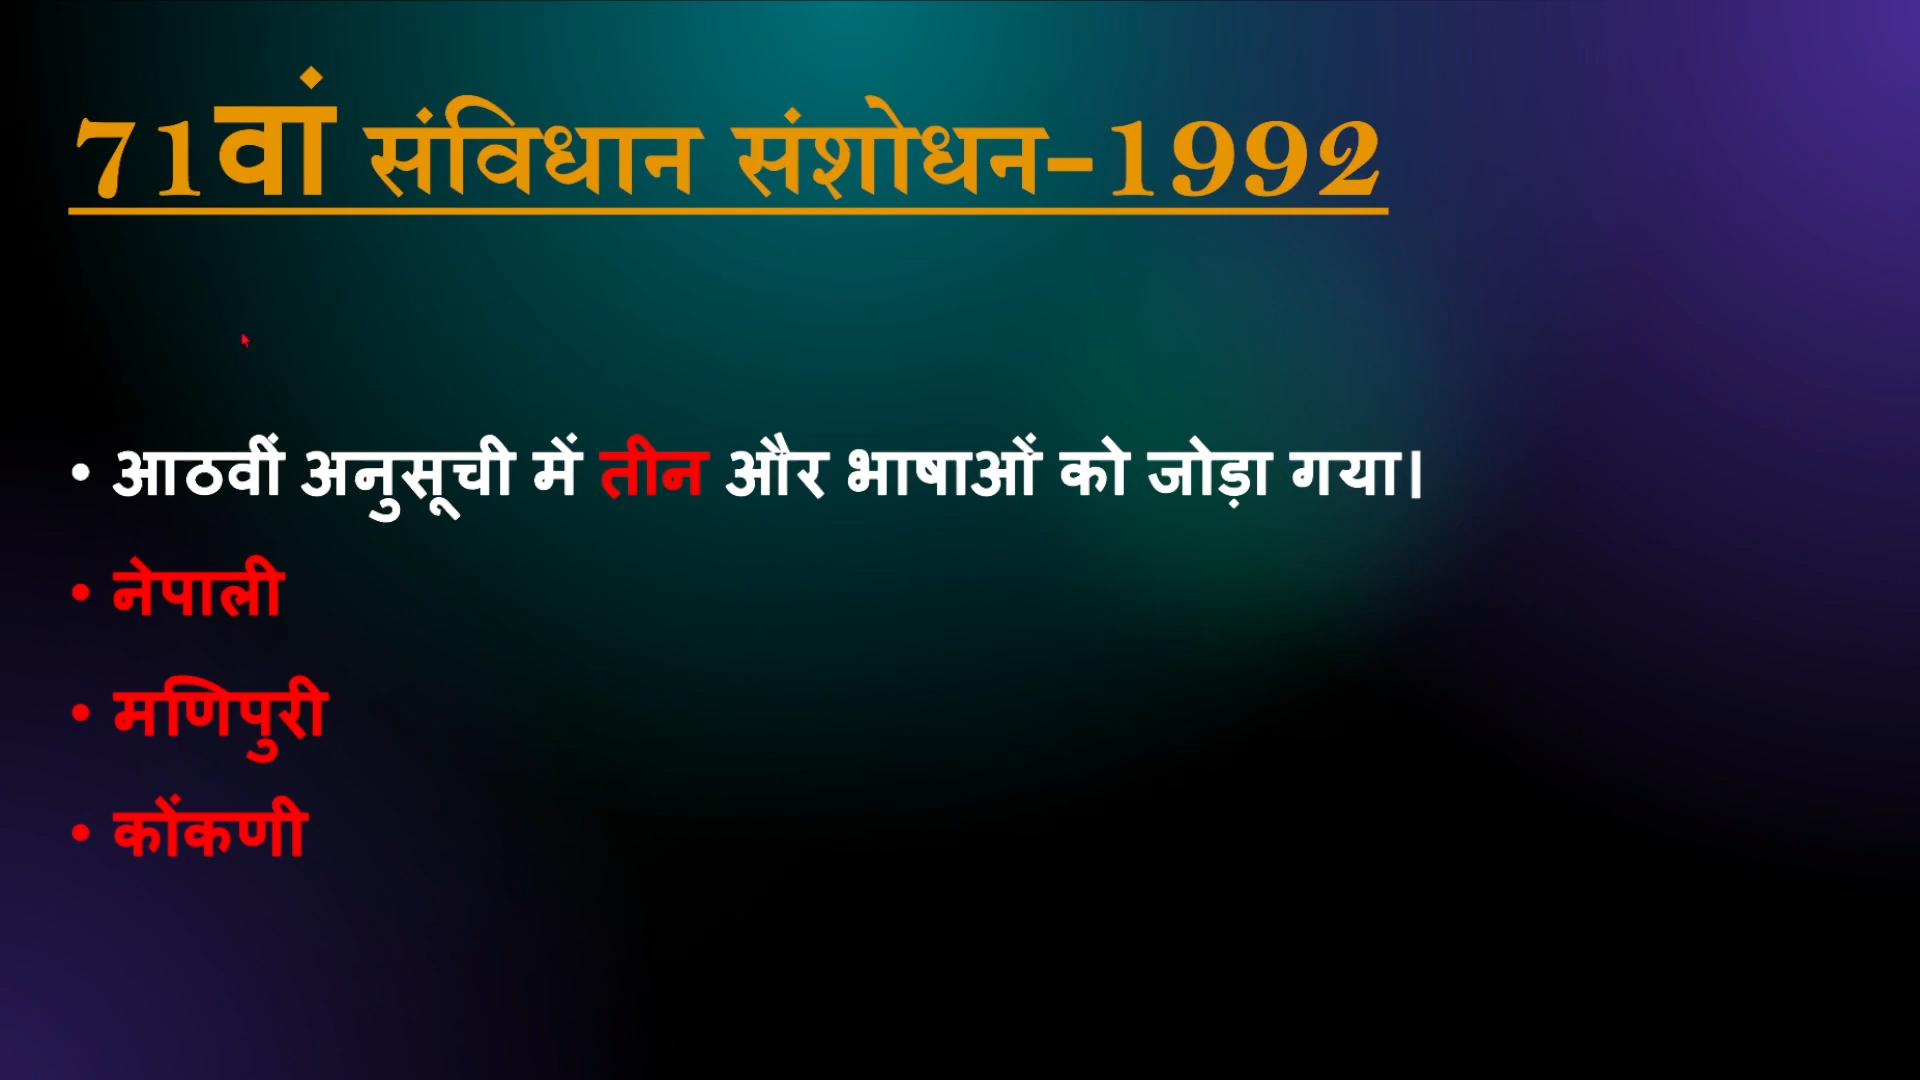 71वां संविधान संशोधन-1992
• आठवीं अनुसूची में तीन और भाषाओं को जोड़ा गया।
• नेपाली
• मणिपुरी
• कोंकणी